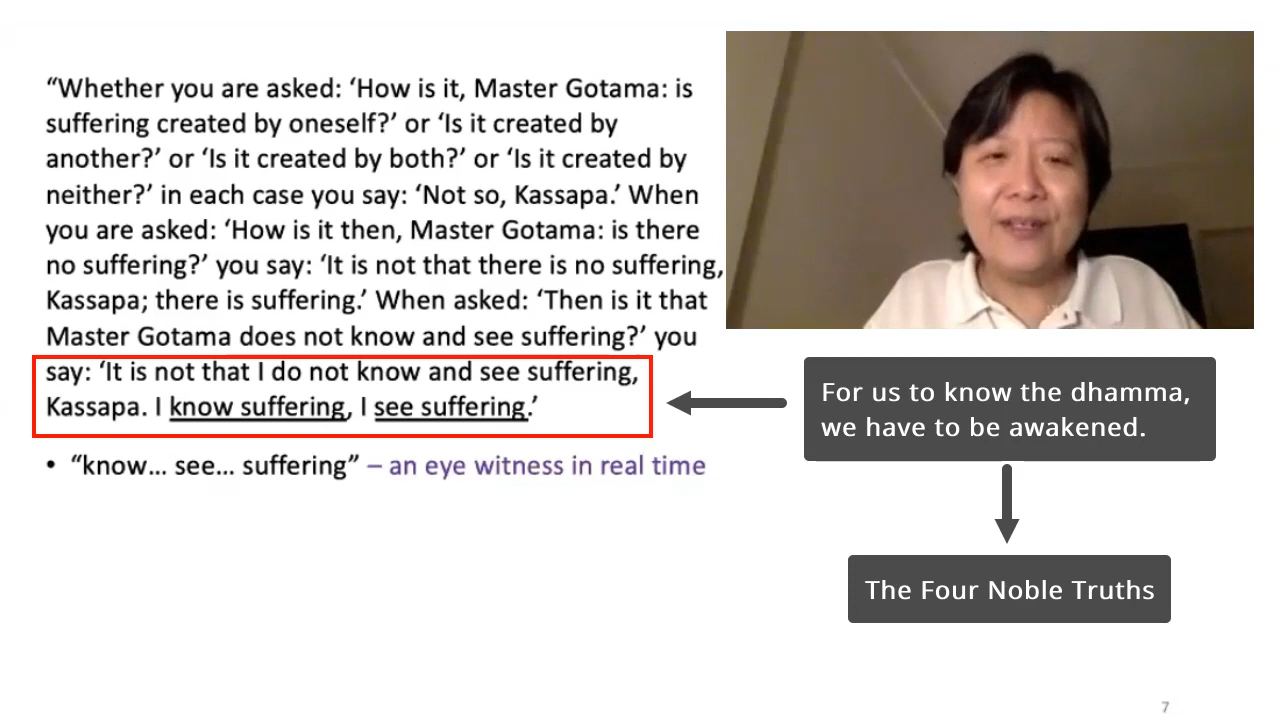 “Whether you are asked: ‘How is it, Master Gotama: is
suffering created by oneself?’ or ‘Is it created by
another?’ or ‘Is it created by both?’ or ‘Is it created by
neither?’ in each case you say: ‘Not so, Kassapa.’ When
you are asked: ‘How is it then, Master Gotama: is there
no suffering?’ you say: ‘It is not that there is no suffering,
Kassapa; there is suffering.’ When asked: ‘Then is it that
Master Gotama does not know and see suffering?’ you
say: ‘It is not that I do not know and see suffering,
Kassapa. I know suffering, I see suffering.’
• “know... see... suffering” – an eye witness in real time
For us to know the dhamma,
we have to be awakened.
The Four Noble Truths
7